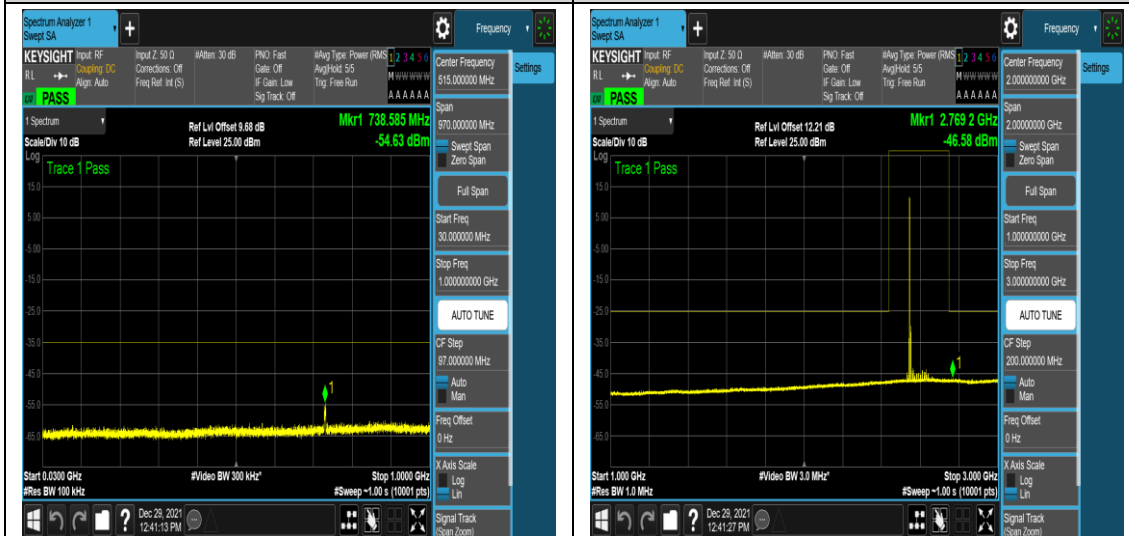 Spectrum Analyzer 1
Swept SA
+
Frequency
KEYSIGHT
Input: RF
Input Z: 50 Ω
#Atten: 30 dB
PNO: Fast
#Avg Type: Power (RMS
1 2 3 4 5 6
RL
Coupling: DC
Corrections: Off
Gate: Off
Avg|Hold: 5/5
M W W W W W
Align: Auto
Freq Ref: Int (S)
IF Gain: Low
Trig: Free Run
Sig Track: Off
A A A A A A
PASS
Center Frequency
515.000000 MHz
Settings
1 Spectrum
Ref Lvl Offset 9.68 dB
Mkr1 738.585 MHz
Scale/Div 10 dB
Ref Level 25.00 dBm
-54.63 dBm
Log
Trace 1 Pass
15.0
5.00
-5.00
-15.0
-25.0
-35.0
-45.0
-55.0
-65.0
1
Start 0.0300 GHz
#Video BW 300 kHz*
Stop 1.0000 GHz
#Res BW 100 kHz
#Sweep ~1.00 s (10001 pts)
Span
970.000000 MHz
Swept Span
Zero Span
Full Span
Start Freq
30.000000 MHz
Stop Freq
1.000000000 GHz
AUTO TUNE
CF Step
97.000000 MHz
Auto
Man
Freq Offset
0 Hz
X Axis Scale
Log
Lin
Signal Track
(Span Zoom)
?
Dec 29, 2021
12:41:13 PM
Spectrum Analyzer 1
Swept SA
+
Frequency
KEYSIGHT
Input: RF
Input Z: 50 Ω
#Atten: 30 dB
PNO: Fast
#Avg Type: Power (RMS
1 2 3 4 5 6
RL
Coupling: DC
Corrections: Off
Gate: Off
Avg|Hold: 5/5
M W W W W W
Align: Auto
Freq Ref: Int (S)
IF Gain: Low
Trig: Free Run
Sig Track: Off
A A A A A A
PASS
Center Frequency
2.000000000 GHz
Settings
1 Spectrum
Ref Lvl Offset 12.21 dB
Mkr1 2.769 2 GHz
Scale/Div 10 dB
Ref Level 25.00 dBm
-46.58 dBm
Log
Trace 1 Pass
15.0
5.00
-5.00
-15.0
-25.0
-35.0
-45.0
-55.0
-65.0
1
Start 1.000 GHz
#Video BW 3.0 MHz*
Stop 3.000 GHz
#Res BW 1.0 MHz
#Sweep ~1.00 s (10001 pts)
Span
2.00000000 GHz
Swept Span
Zero Span
Full Span
Start Freq
1.000000000 GHz
Stop Freq
3.000000000 GHz
AUTO TUNE
CF Step
200.000000 MHz
Auto
Man
Freq Offset
0 Hz
X Axis Scale
Log
Lin
Signal Track
(Span Zoom)
?
Dec 29, 2021
12:41:27 PM